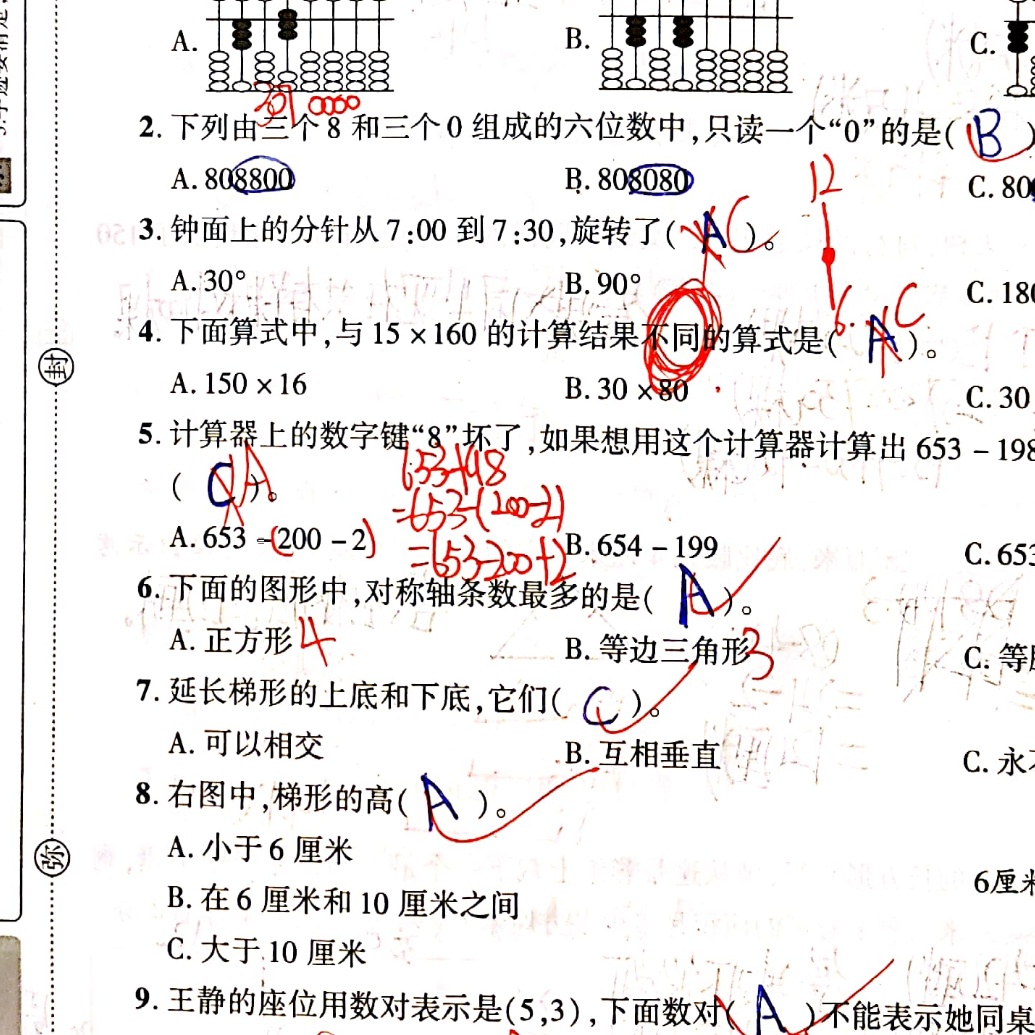 A.
B.
C.
2. 下列由三个 8 和三个 0 组成的六位数中,只读一个“0”的是( B )
A. 808800
B. 808080
C. 80
12
3. 钟面上的分针从 7:00 到 7:30,旋转了( A C )。
A. 30°
B. 90°
C. 180
6
4. 下面算式中,与 15 × 160 的计算结果不同的算式是( A C )。
A. 150 × 16
B. 30 × 80
C. 30
5. 计算器上的数字键“8”坏了,如果想用这个计算器计算出 653 − 198
( C A )。
=653-(200-2)
=653-200+2
A. 653 − (200 − 2)
B. 654 − 199
C. 653
6. 下面的图形中,对称轴条数最多的是( A )。
A. 正方形 4
B. 等边三角形 3
C. 等
7. 延长梯形的上底和下底,它们( C )。
A. 可以相交
B. 互相垂直
C. 永
8. 右图中,梯形的高( A )。
A. 小于 6 厘米
6厘米
B. 在 6 厘米和 10 厘米之间
C. 大于 10 厘米
9. 王静的座位用数对表示是(5,3),下面数对( A )不能表示她同桌
封
弥